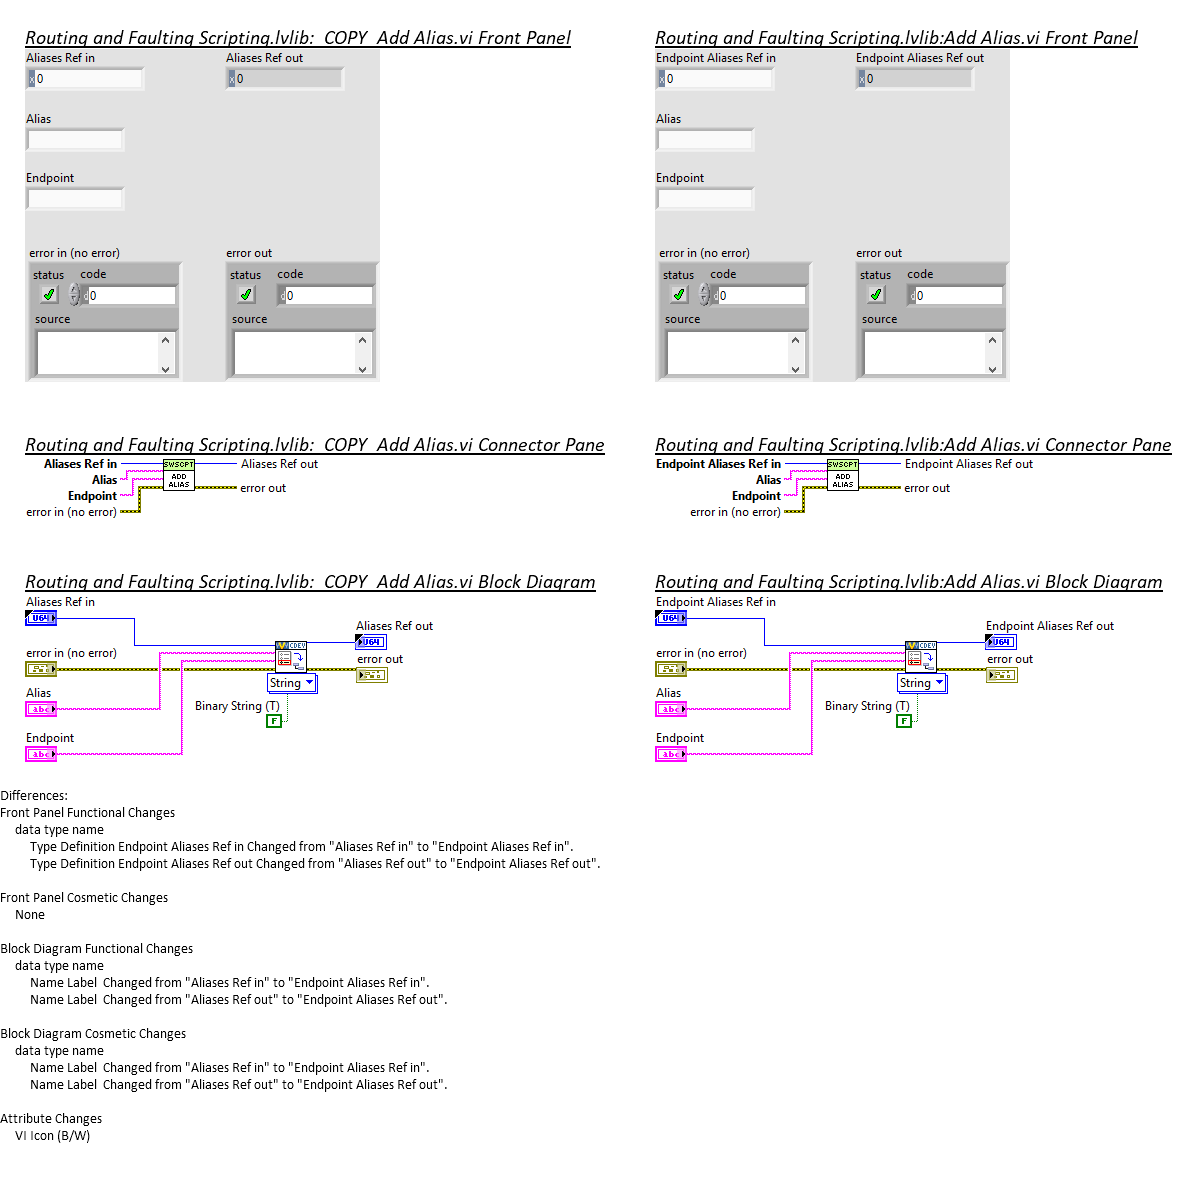 Routing and Faulting Scripting.lvlib:_COPY_Add Alias.vi Front Panel
Aliases Ref in
Aliases Ref out
x 0
x 0
Alias
Endpoint
error in (no error)
error out
status
code
status
code
d 0
d 0
source
source
Routing and Faulting Scripting.lvlib:Add Alias.vi Front Panel
Endpoint Aliases Ref in
Endpoint Aliases Ref out
x 0
x 0
Alias
Endpoint
error in (no error)
error out
status
code
status
code
d 0
d 0
source
source
Routing and Faulting Scripting.lvlib:_COPY_Add Alias.vi Connector Pane
Aliases Ref in
Alias
Endpoint
error in (no error)
SWSCPT
ADD
ALIAS
Aliases Ref out
error out
Routing and Faulting Scripting.lvlib:Add Alias.vi Connector Pane
Endpoint Aliases Ref in
Alias
Endpoint
error in (no error)
SWSCPT
ADD
ALIAS
Endpoint Aliases Ref out
error out
Routing and Faulting Scripting.lvlib:_COPY_Add Alias.vi Block Diagram
Aliases Ref in
U64
error in (no error)
Alias
abc
Endpoint
abc
CDEV
String
Binary String (T)
F
Aliases Ref out
U64
error out
Routing and Faulting Scripting.lvlib:Add Alias.vi Block Diagram
Endpoint Aliases Ref in
U64
error in (no error)
Alias
abc
Endpoint
abc
CDEV
String
Binary String (T)
F
Endpoint Aliases Ref out
U64
error out
Differences:
Front Panel Functional Changes
data type name
Type Definition Endpoint Aliases Ref in Changed from "Aliases Ref in" to "Endpoint Aliases Ref in".
Type Definition Endpoint Aliases Ref out Changed from "Aliases Ref out" to "Endpoint Aliases Ref out".
Front Panel Cosmetic Changes
None
Block Diagram Functional Changes
data type name
Name Label  Changed from "Aliases Ref in" to "Endpoint Aliases Ref in".
Name Label  Changed from "Aliases Ref out" to "Endpoint Aliases Ref out".
Block Diagram Cosmetic Changes
data type name
Name Label  Changed from "Aliases Ref in" to "Endpoint Aliases Ref in".
Name Label  Changed from "Aliases Ref out" to "Endpoint Aliases Ref out".
Attribute Changes
VI Icon (B/W)